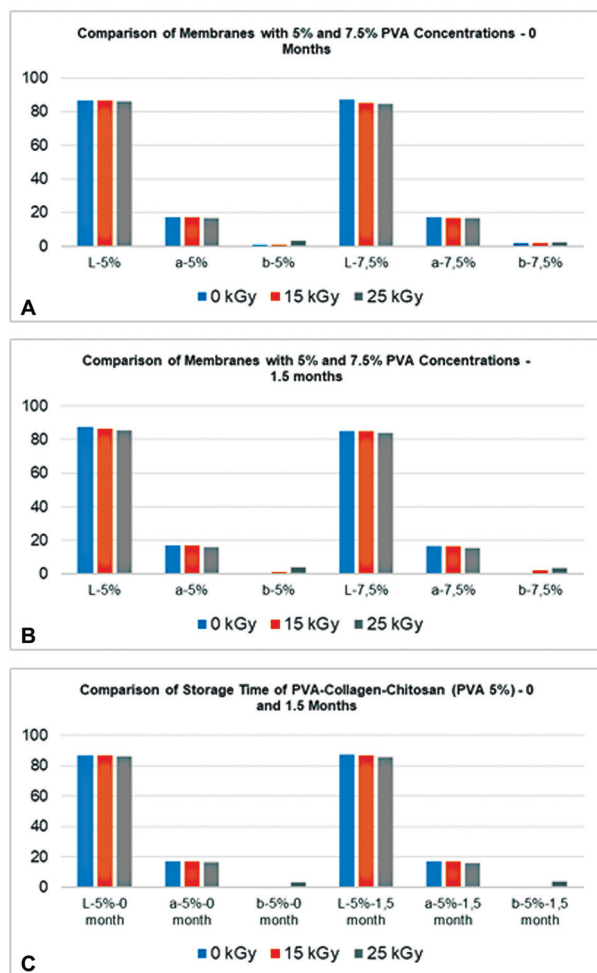 Comparison of Membranes with 5% and 7.5% PVA Concentrations - 0
Months
100
80
60
40
20
0
L-5% a-5% b-5% L-7,5% a-7,5% b-7,5%
0 kGy 15 kGy 25 kGy
A
Comparison of Membranes with 5% and 7.5% PVA Concentrations -
1.5 months
100
80
60
40
20
0
L-5% a-5% b-5% L-7,5% a-7,5% b-7,5%
0 kGy 15 kGy 25 kGy
B
Comparison of Storage Time of PVA-Collagen-Chitosan (PVA 5%) - 0
and 1.5 Months
100
80
60
40
20
0
L-5%-0 a-5%-0 b-5%-0 L-5%-1,5 a-5%-1,5 b-5%-1,5
month month month month month month
0 kGy 15 kGy 25 kGy
C